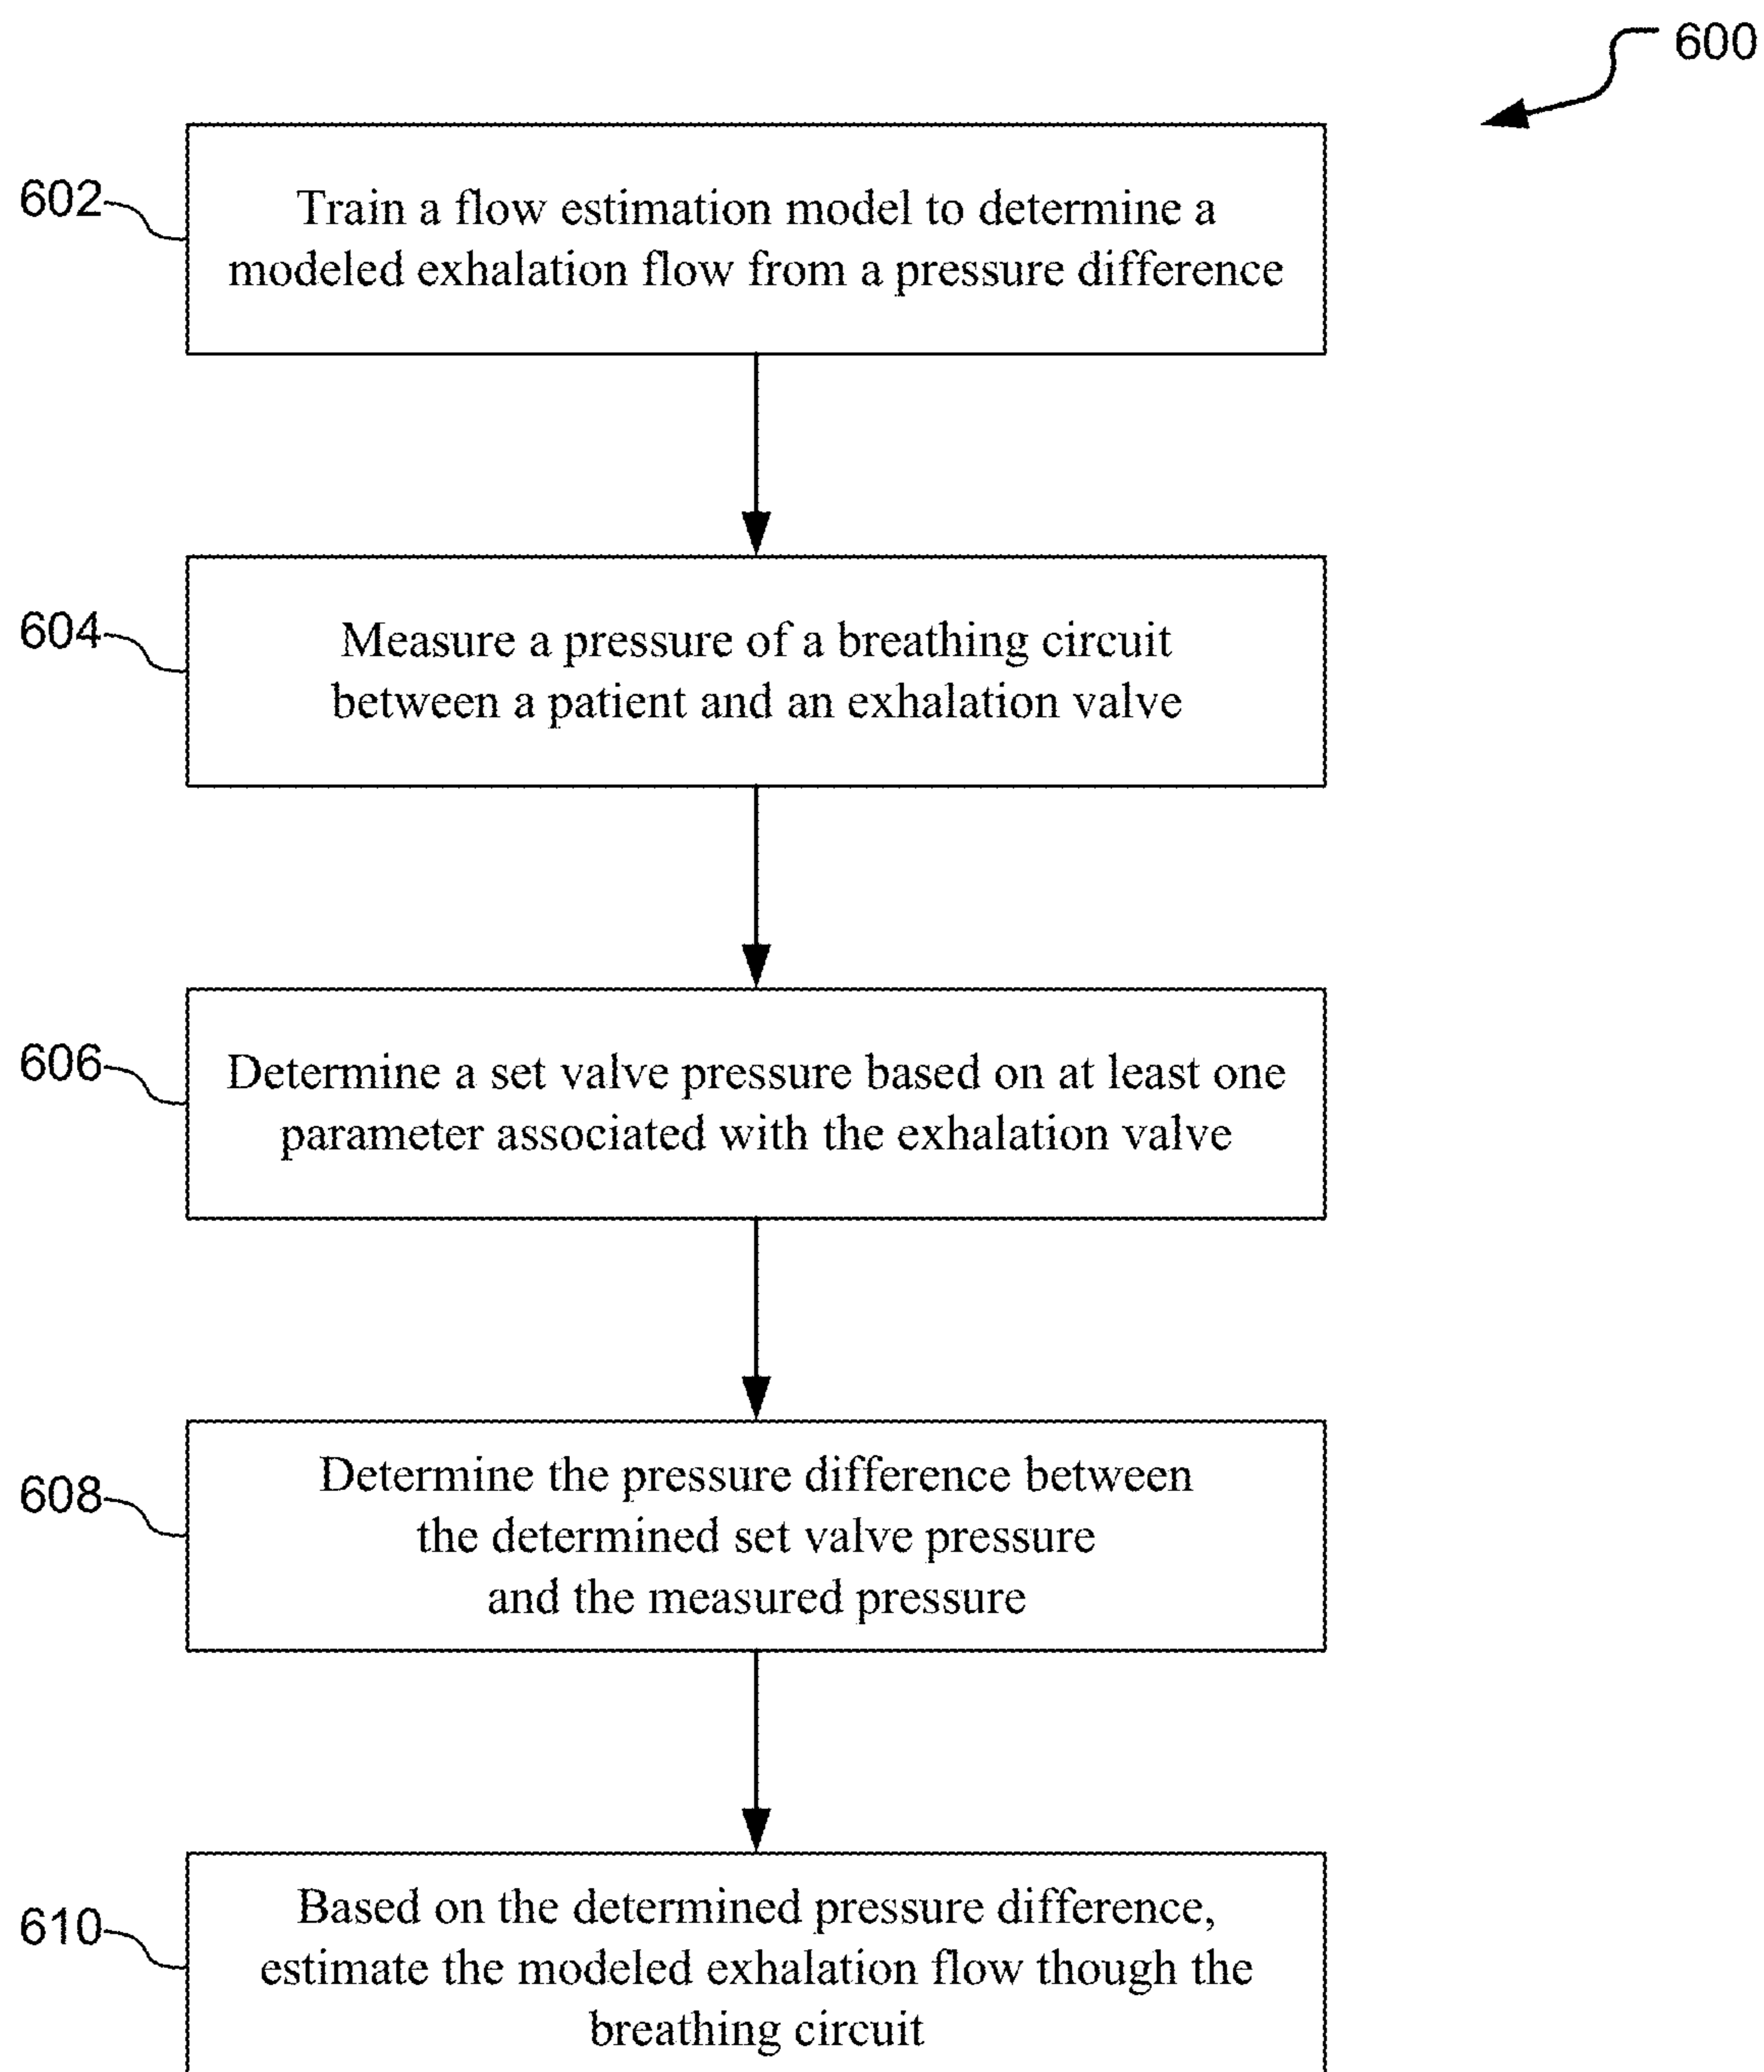 600
602
Train a flow estimation model to determine a
modeled exhalation flow from a pressure difference
604
Measure a pressure of a breathing circuit
between a patient and an exhalation valve
606
Determine a set valve pressure based on at least one
parameter associated with the exhalation valve
608
Determine the pressure difference between
the determined set valve pressure
and the measured pressure
610
Based on the determined pressure difference,
estimate the modeled exhalation flow though the
breathing circuit